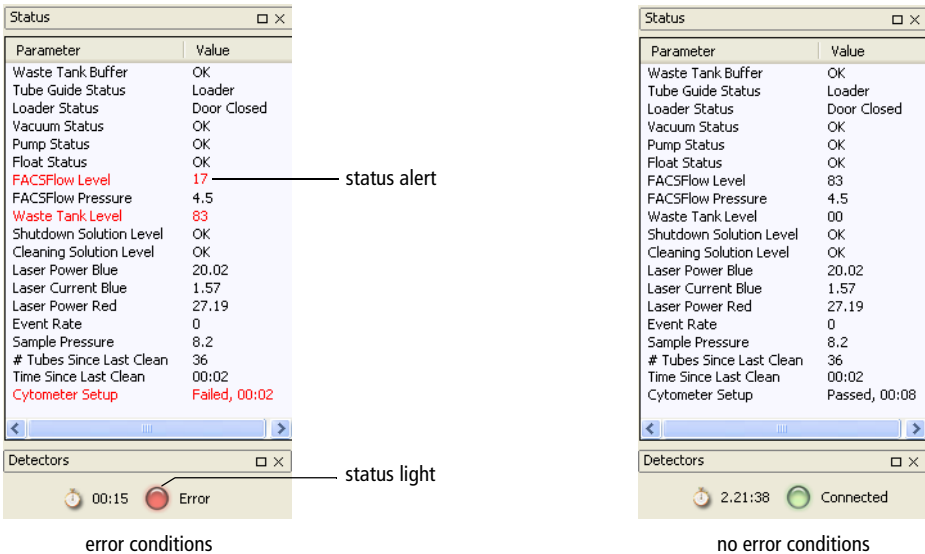 Status
Parameter Value
Waste Tank Buffer OK
Tube Guide Status Loader
Loader Status Door Closed
Vacuum Status OK
Pump Status OK
Float Status OK
FACSFlow Level 17
FACSFlow Pressure 4.5
Waste Tank Level 83
Shutdown Solution Level OK
Cleaning Solution Level OK
Laser Power Blue 20.02
Laser Current Blue 1.57
Laser Power Red 27.19
Event Rate 0
Sample Pressure 8.2
# Tubes Since Last Clean 36
Time Since Last Clean 00:02
Cytometer Setup Failed, 00:02
Detectors
00:15 Error
error conditions
status alert
status light
Status
Parameter Value
Waste Tank Buffer OK
Tube Guide Status Loader
Loader Status Door Closed
Vacuum Status OK
Pump Status OK
Float Status OK
FACSFlow Level 83
FACSFlow Pressure 4.5
Waste Tank Level 00
Shutdown Solution Level OK
Cleaning Solution Level OK
Laser Power Blue 20.02
Laser Current Blue 1.57
Laser Power Red 27.19
Event Rate 0
Sample Pressure 8.2
# Tubes Since Last Clean 36
Time Since Last Clean 00:02
Cytometer Setup Passed, 00:08
Detectors
2.21:38 Connected
no error conditions